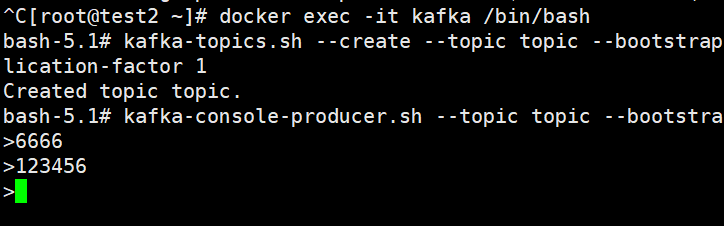 ^C[root@test2 ~]# docker exec -it kafka /bin/bash
bash-5.1# kafka-topics.sh --create --topic topic --bootstrap
lication-factor 1
Created topic topic.
bash-5.1# kafka-console-producer.sh --topic topic --bootstra
>6666
>123456
>